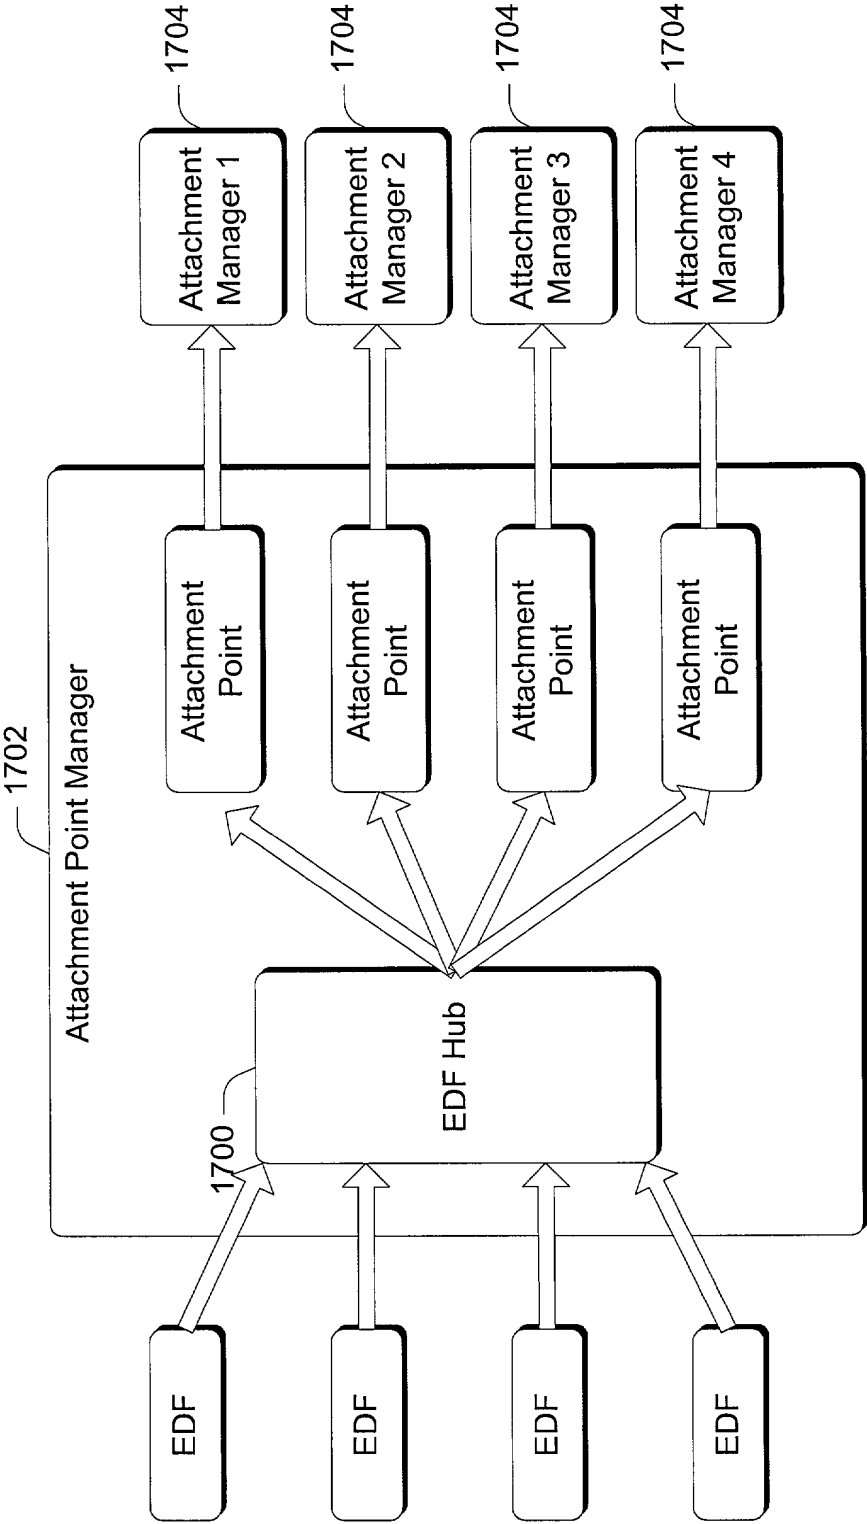 1702
Attachment Point Manager
1700
EDF
EDF
EDF
EDF
EDF Hub
Attachment
Point
Attachment
Point
Attachment
Point
Attachment
Point
Attachment
Manager 1
Attachment
Manager 2
Attachment
Manager 3
Attachment
Manager 4
1704
1704
1704
1704